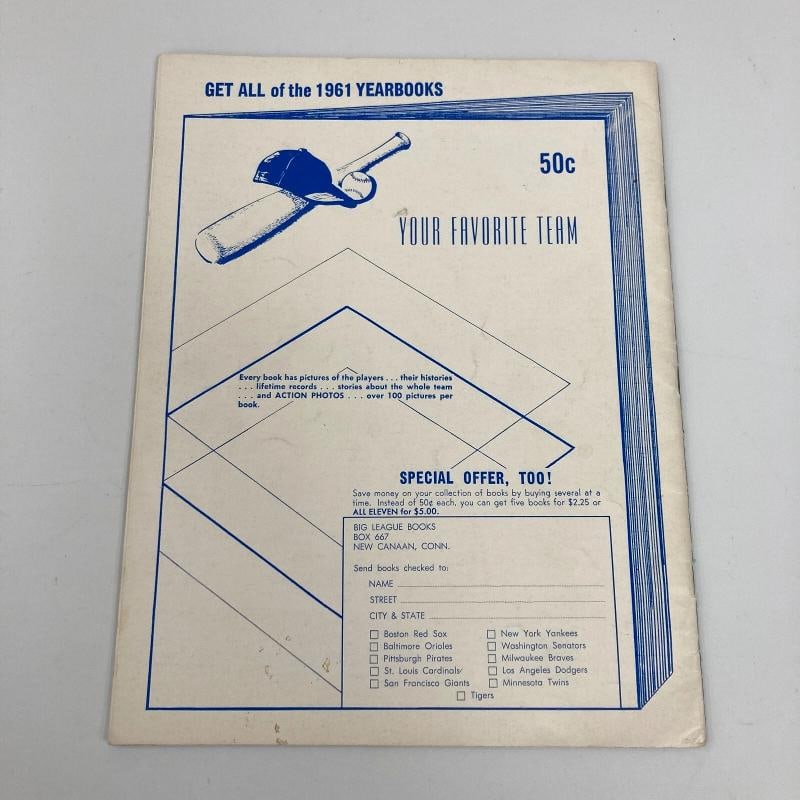 GET ALL of the 1961 YEARBOOKS
50c
YOUR FAVORITE TEAM
Every book has pictures of the players . . . their histories
. . . lifetime records . . . stories about the whole team
. . . and ACTION PHOTOS . . . over 100 pictures per
book.
SPECIAL OFFER, TOO!
Save money on your collection of books by buying several at a
time. Instead of 50¢ each, you can get five books for $2.25 or
ALL ELEVEN for $5.00.
BIG LEAGUE BOOKS
BOX 667
NEW CANAAN, CONN.
Send books checked to:
NAME
STREET
CITY & STATE
Boston Red Sox
New York Yankees
Baltimore Orioles
Washington Senators
Pittsburgh Pirates
Milwaukee Braves
St. Louis Cardinals
Los Angeles Dodgers
San Francisco Giants
Minnesota Twins
Tigers